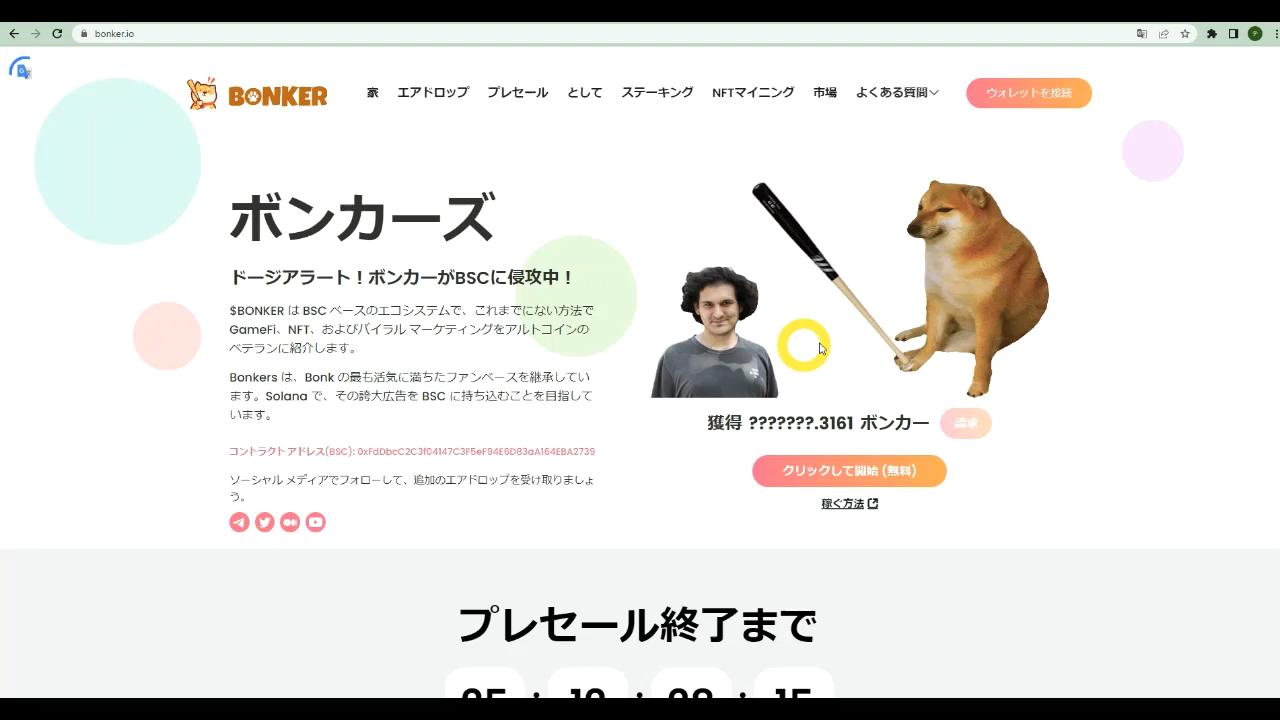 bonker.io
BONKER
家 エアドロップ プレセール として ステーキング NFTマイニング 市場 よくある質問 ウォレットを接続
ボンカーズ
ドージアラート！ボンカーがBSCに侵攻中！
$BONKER は BSC ベースのエコシステムで、これまでにない方法で
GameFi、NFT、およびバイラル マーケティングをアルトコインの
ベテランに紹介します。
Bonkers は、Bonk の最も活気に満ちたファンベースを継承してい
ます。Solana で、その誇大広告を BSC に持ち込むことを目指して
います。
コントラクト アドレス(BSC): 0xFdDbcC2C3f04147C3F5eF94E6D83aA164EBA2739
ソーシャル メディアでフォローして、追加のエアドロップを受け取りましょ
う。
獲得 ???????.3161 ボンカー 請求
クリックして開始 (無料)
稼ぐ方法
プレセール終了まで
05 : 10 : 08 : 15